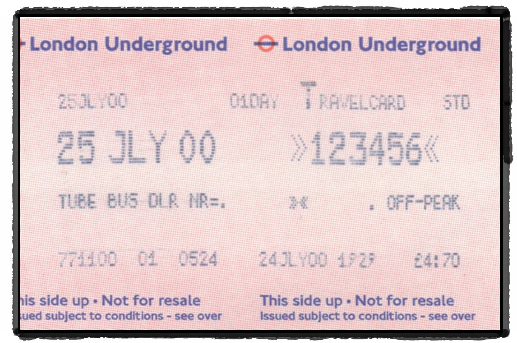 London Underground London Underground
25JLY00 01DAY TRAVELCARD STD
25 JLY 00 »123456«
TUBE BUS DLR NR=. »« . OFF-PEAK
771100 01 0524 24JLY00 1929 £4:70
his side up • Not for resale This side up • Not for resale
sued subject to conditions - see over Issued subject to conditions - see over